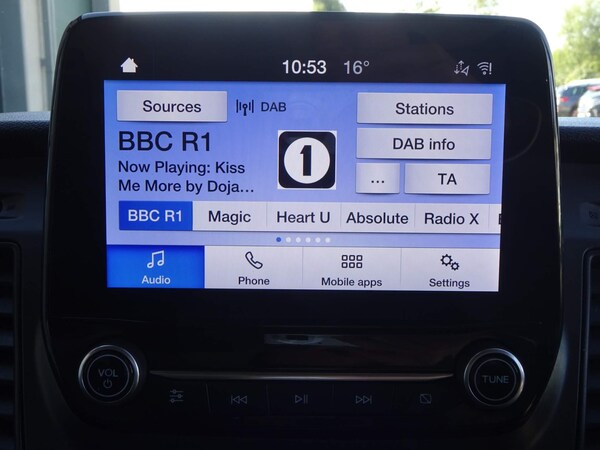 10:53 16°
Sources DAB Stations
BBC R1
1
DAB info
Now Playing: Kiss
Me More by Doja...
... TA
BBC R1 Magic Heart U Absolute Radio X
Audio Phone Mobile apps Settings
VOL TUNE